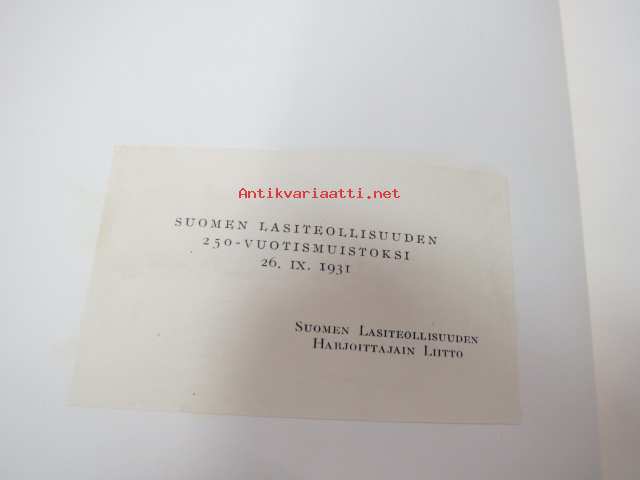 Antikvariaatti.net
SUOMEN LASITEOLLISUUDEN
250-VUOTISMUISTOKSI
26. IX. 1931
SUOMEN LASITEOLLISUUDEN
HARJOITTAJAIN LIITTO